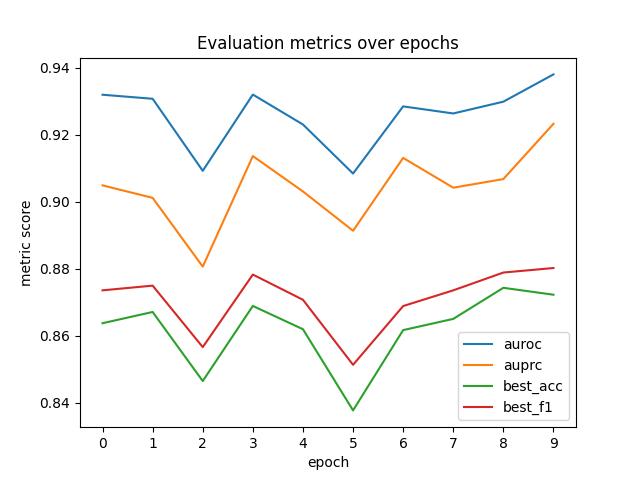 Evaluation metrics over epochs
metric score
0.94
0.92
0.90
0.88
0.86
0.84
auroc
auprc
best_acc
best_f1
0 1 2 3 4 5 6 7 8 9
epoch